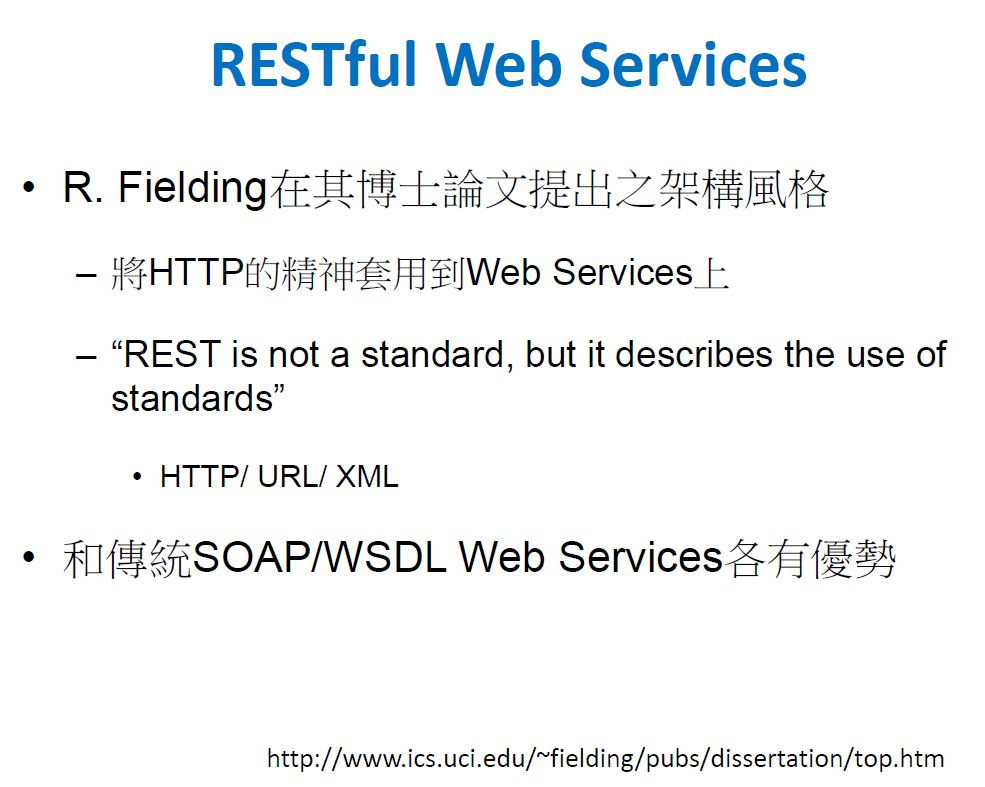 RESTful Web Services
• R. Fielding在其博士論文提出之架構風格
– 將HTTP的精神套用到Web Services上
– “REST is not a standard, but it describes the use of
standards”
• HTTP/ URL/ XML
• 和傳統SOAP/WSDL Web Services各有優勢
http://www.ics.uci.edu/~fielding/pubs/dissertation/top.htm